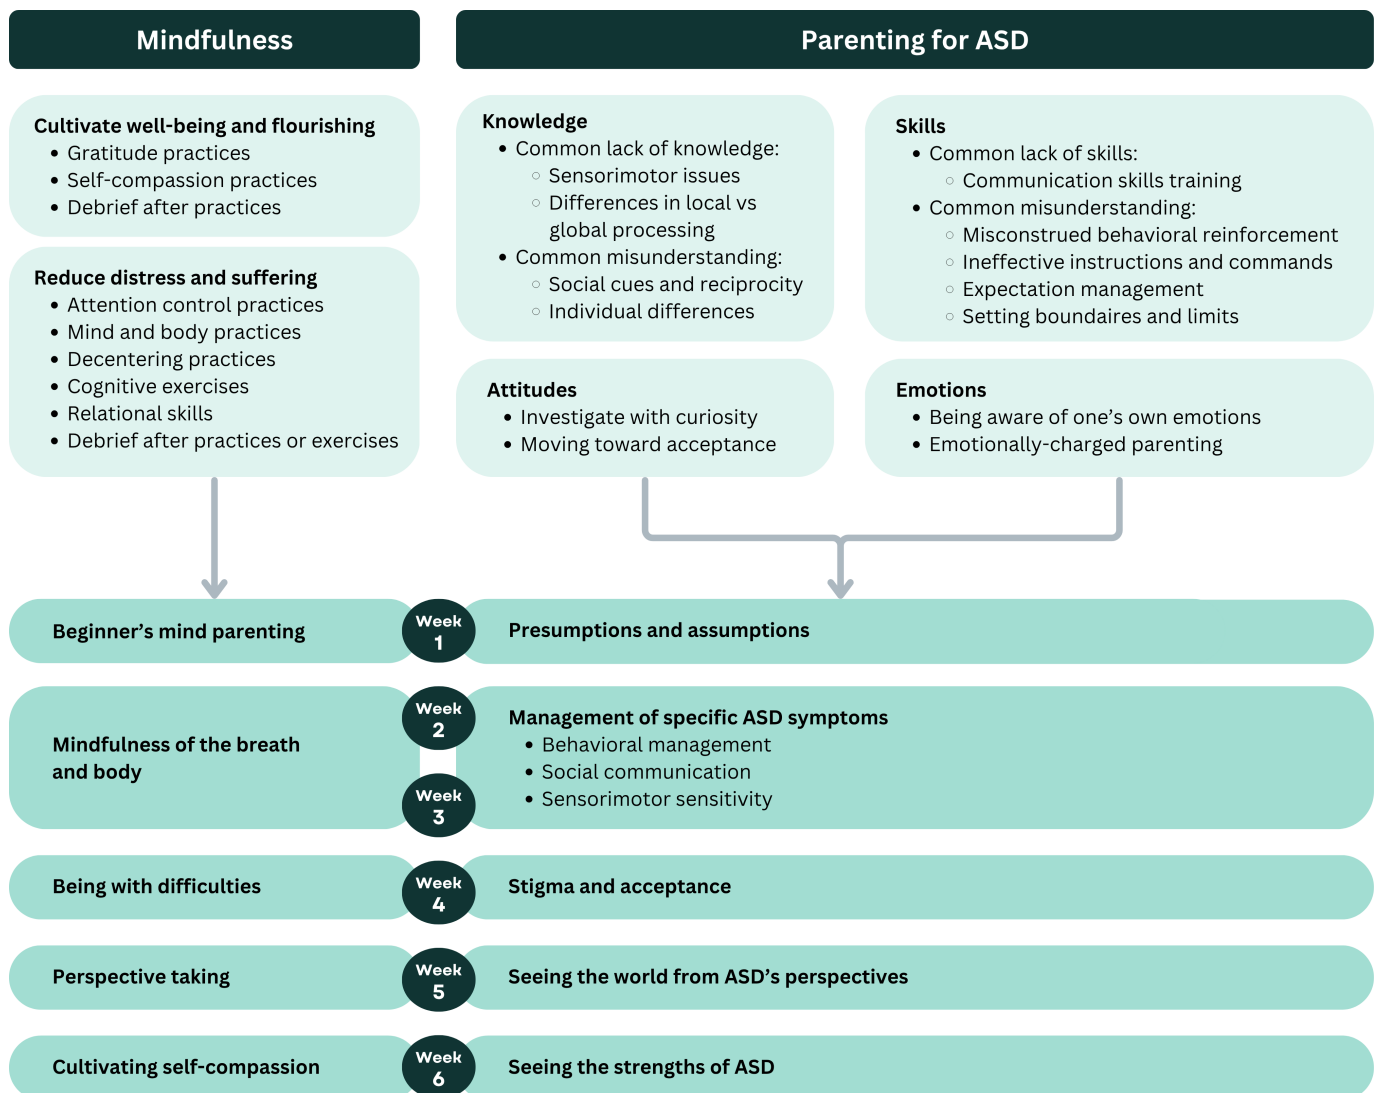 Mindfulness
Parenting for ASD
Cultivate well-being and flourishing
• Gratitude practices
• Self-compassion practices
• Debrief after practices
Reduce distress and suffering
• Attention control practices
• Mind and body practices
• Decentering practices
• Cognitive exercises
• Relational skills
• Debrief after practices or exercises
Knowledge
• Common lack of knowledge:
○ Sensorimotor issues
○ Differences in local vs
global processing
• Common misunderstanding:
○ Social cues and reciprocity
○ Individual differences
Skills
• Common lack of skills:
○ Communication skills training
• Common misunderstanding:
○ Misconstrued behavioral reinforcement
○ Ineffective instructions and commands
○ Expectation management
○ Setting boundaires and limits
Attitudes
• Investigate with curiosity
• Moving toward acceptance
Emotions
• Being aware of one’s own emotions
• Emotionally-charged parenting
Beginner’s mind parenting
Week
1
Presumptions and assumptions
Mindfulness of the breath
and body
Week
2
Week
3
Management of specific ASD symptoms
• Behavioral management
• Social communication
• Sensorimotor sensitivity
Being with difficulties
Week
4
Stigma and acceptance
Perspective taking
Week
5
Seeing the world from ASD’s perspectives
Cultivating self-compassion
Week
6
Seeing the strengths of ASD